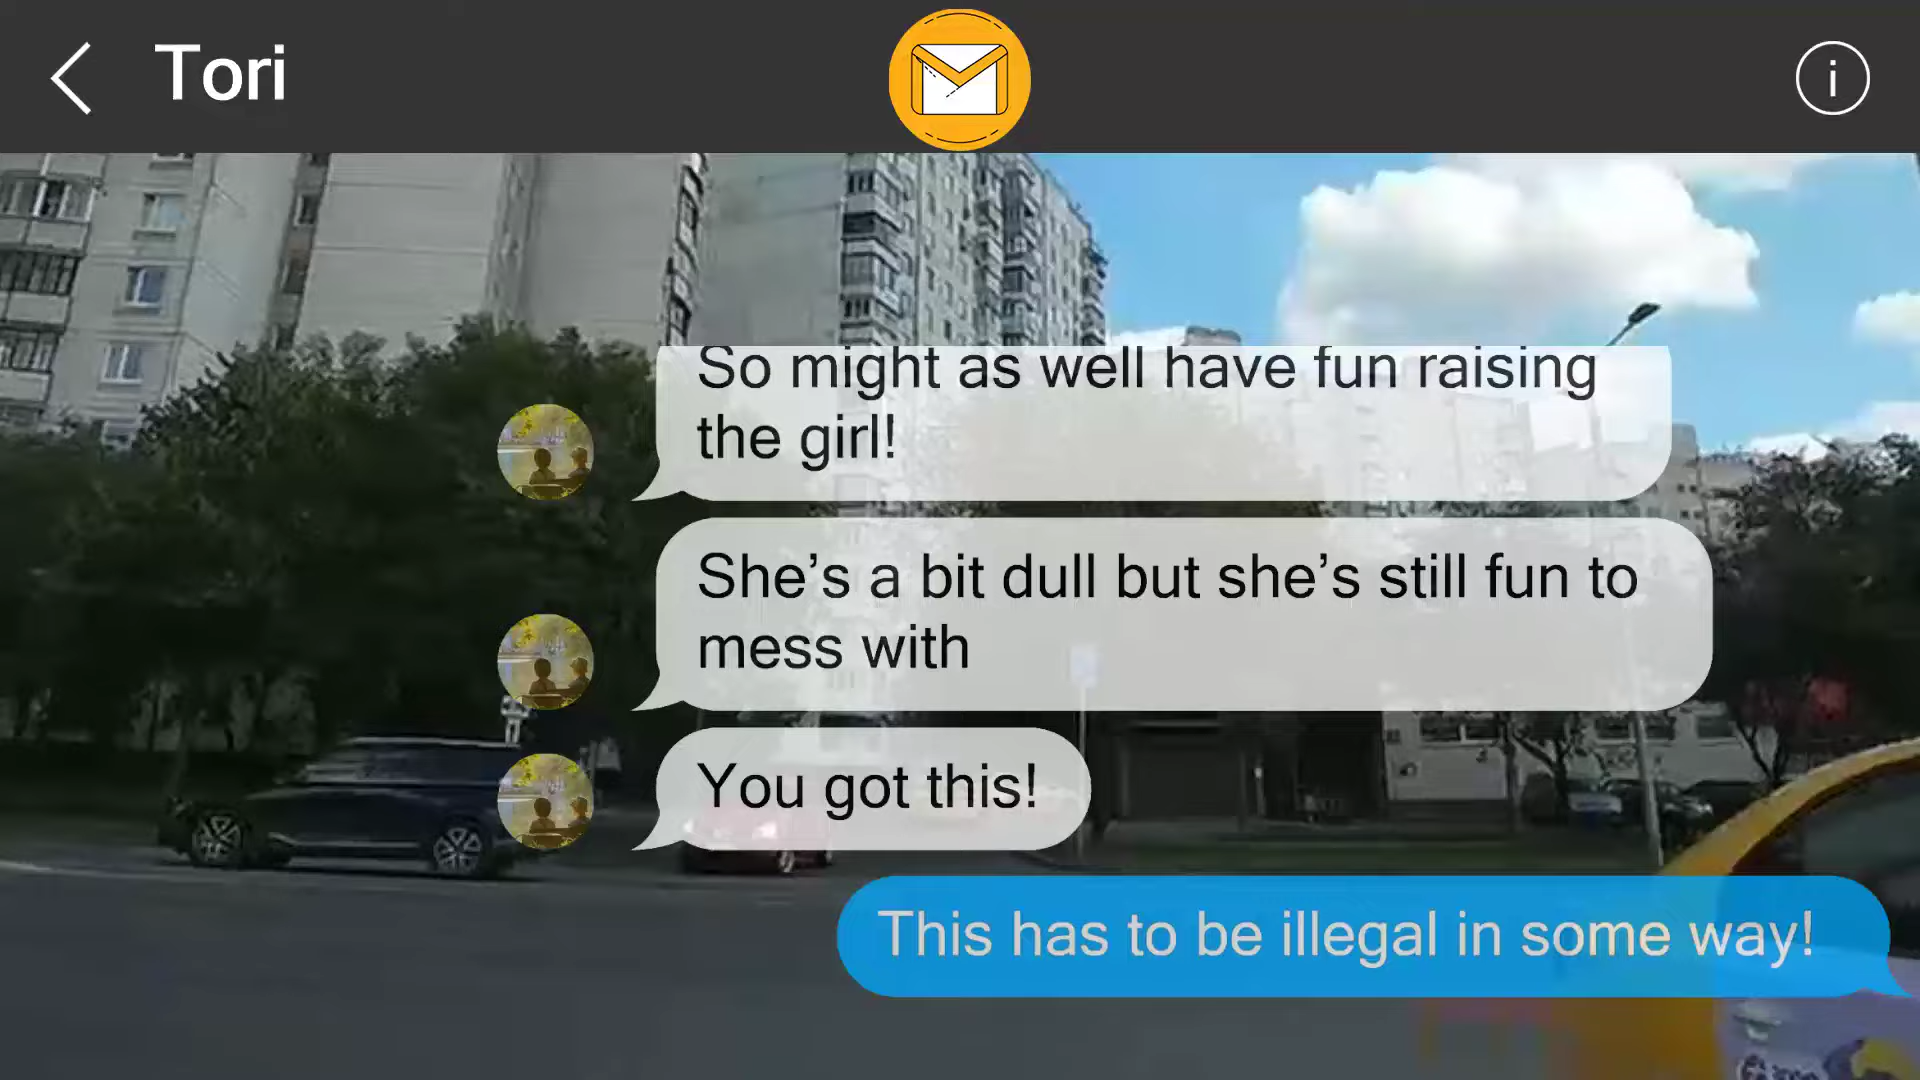 Tori
So might as well have fun raising
the girl!
She’s a bit dull but she’s still fun to
mess with
You got this!
This has to be illegal in some way!